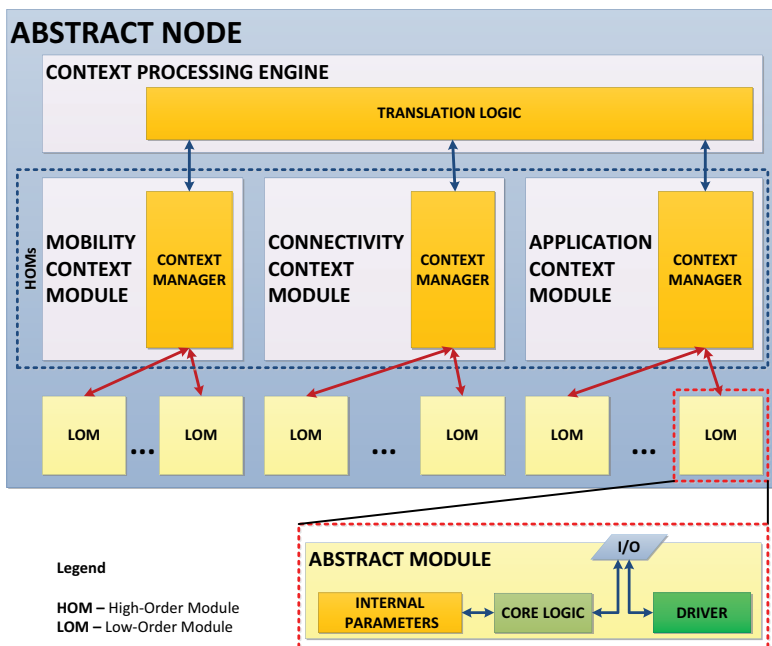 ABSTRACT NODE
CONTEXT PROCESSING ENGINE
TRANSLATION LOGIC
HOMs
MOBILITY
CONTEXT
MODULE
CONTEXT
MANAGER
CONNECTIVITY
CONTEXT
MODULE
CONTEXT
MANAGER
APPLICATION
CONTEXT
MODULE
CONTEXT
MANAGER
LOM
...
LOM
LOM
...
LOM
LOM
...
LOM
ABSTRACT MODULE
I/O
INTERNAL
PARAMETERS
CORE LOGIC
DRIVER
Legend
HOM – High-Order Module
LOM – Low-Order Module